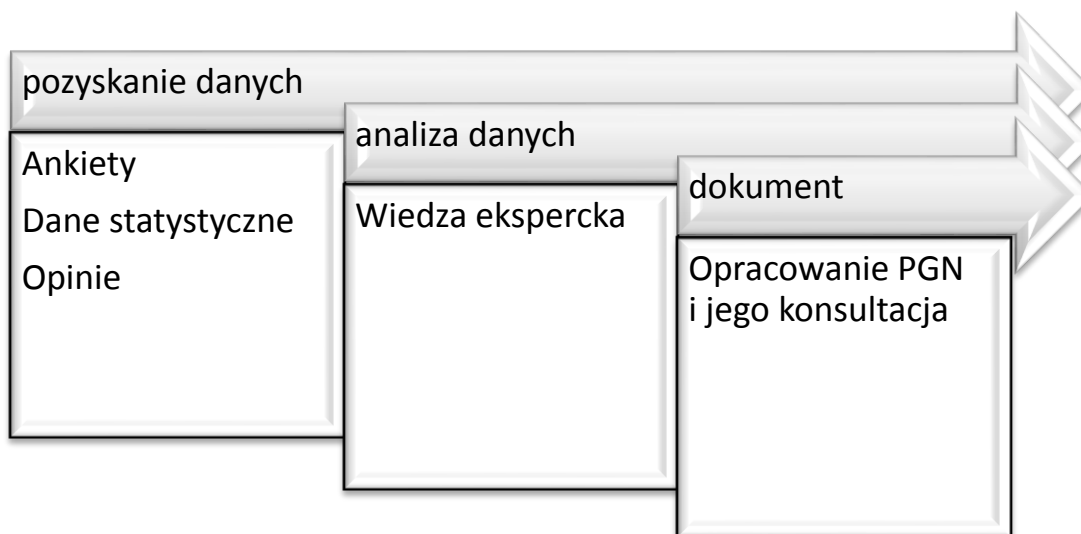 pozyskanie danych
Ankiety
Dane statystyczne
Opinie
analiza danych
Wiedza ekspercka
dokument
Opracowanie PGN
i jego konsultacja